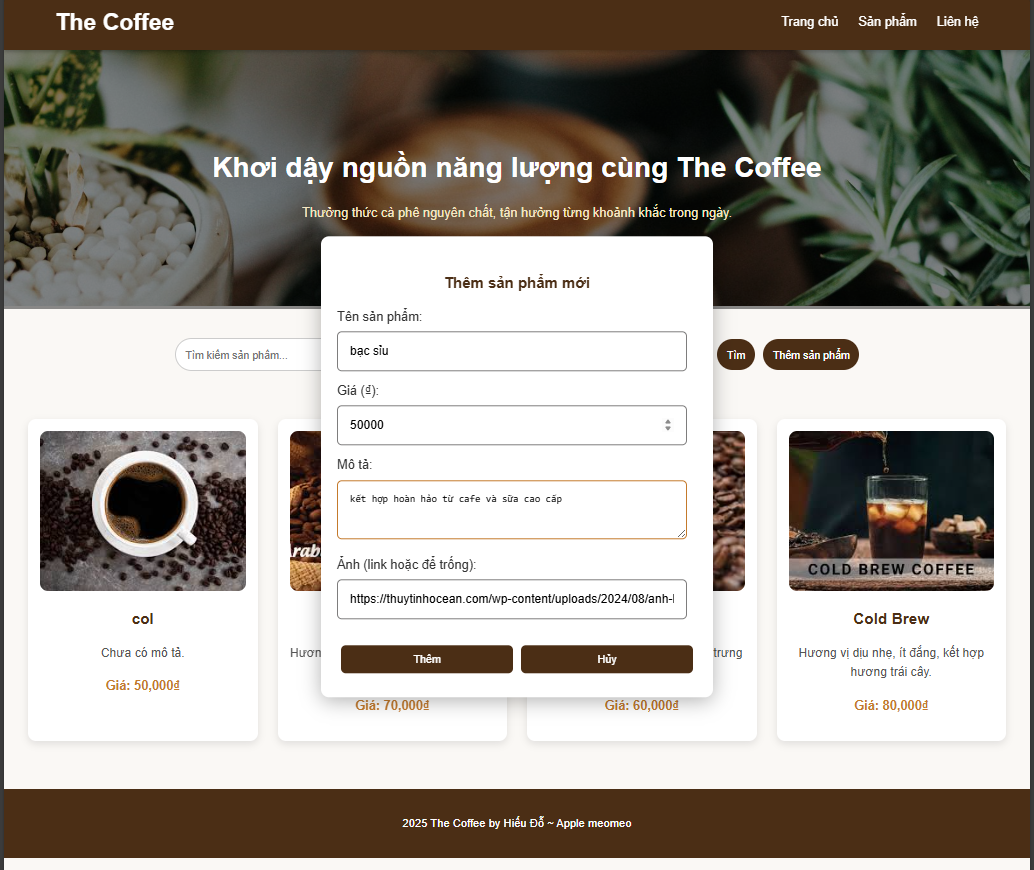 The Coffee
Trang chủ
Sản phẩm
Liên hệ
Khơi dậy nguồn năng lượng cùng The Coffee
Thưởng thức cà phê nguyên chất, tận hưởng từng khoảnh khắc trong ngày.
Thêm sản phẩm mới
Tên sản phẩm:
bạc sỉu
Giá (₫):
50000
Mô tả:
kết hợp hoàn hảo từ cafe và sữa cao cấp
Ảnh (link hoặc để trống):
https://thuytinhocean.com/wp-content/uploads/2024/08/anh-
Thêm
Hủy
Tìm kiếm sản phẩm...
Tìm
Thêm sản phẩm
col
Chưa có mô tả.
Giá: 50,000₫
Giá: 70,000₫
trưng
Giá: 60,000₫
COLD BREW COFFEE
Cold Brew
Hương vị dịu nhẹ, ít đắng, kết hợp
hương trái cây.
Giá: 80,000₫
2025 The Coffee by Hiếu Đỗ ~ Apple meomeo